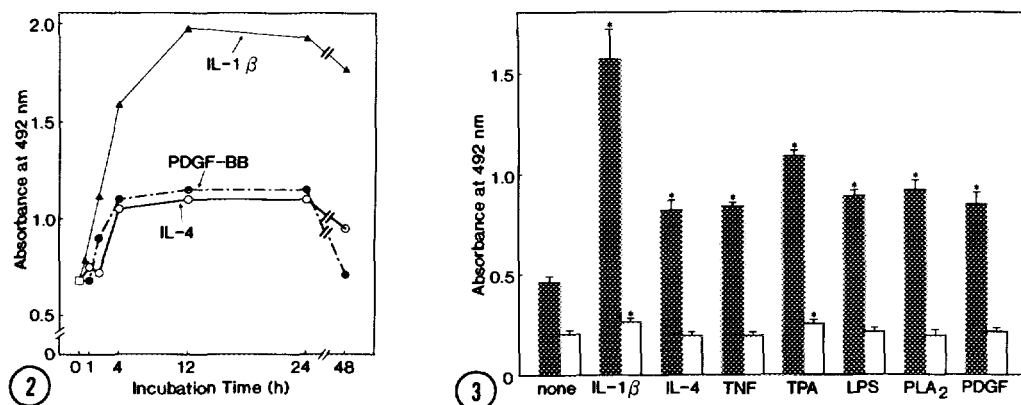 2.0
1.5
1.0
0.5
0
Absorbance at 492 nm
IL-1 β
PDGF-BB
IL-4
0 1 4 12 24 48
Incubation Time (h)
2
1.5
1.0
0.5
0
Absorbance at 492 nm
* * * * * * * * *
none IL-1 β IL-4 TNF TPA LPS PLA2 PDGF
3